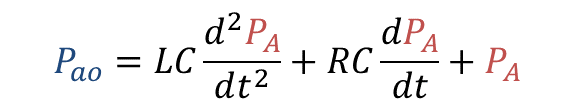 P_ao = LC d²P_A/dt² + RC dP_A/dt + P_A